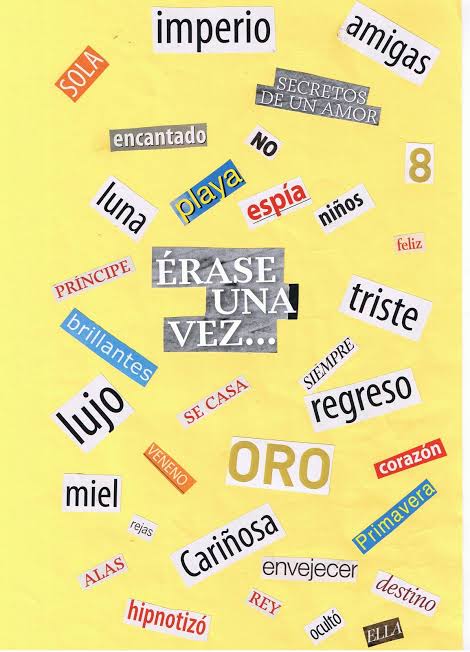 imperio
amigas
SOLA
SECRETOS
DE UN AMOR
encantado
NO
8
playa
espía
niños
luna
feliz
PRÍNCIPE
ÉRASE
UNA
VEZ...
triste
brillantes
SIEMPRE
lujo
SE CASA
regreso
VENENO
ORO
corazón
miel
Primavera
rejas
Cariñosa
envejecer
ALAS
destino
hipnotizó
REY
ocultó
ELLA